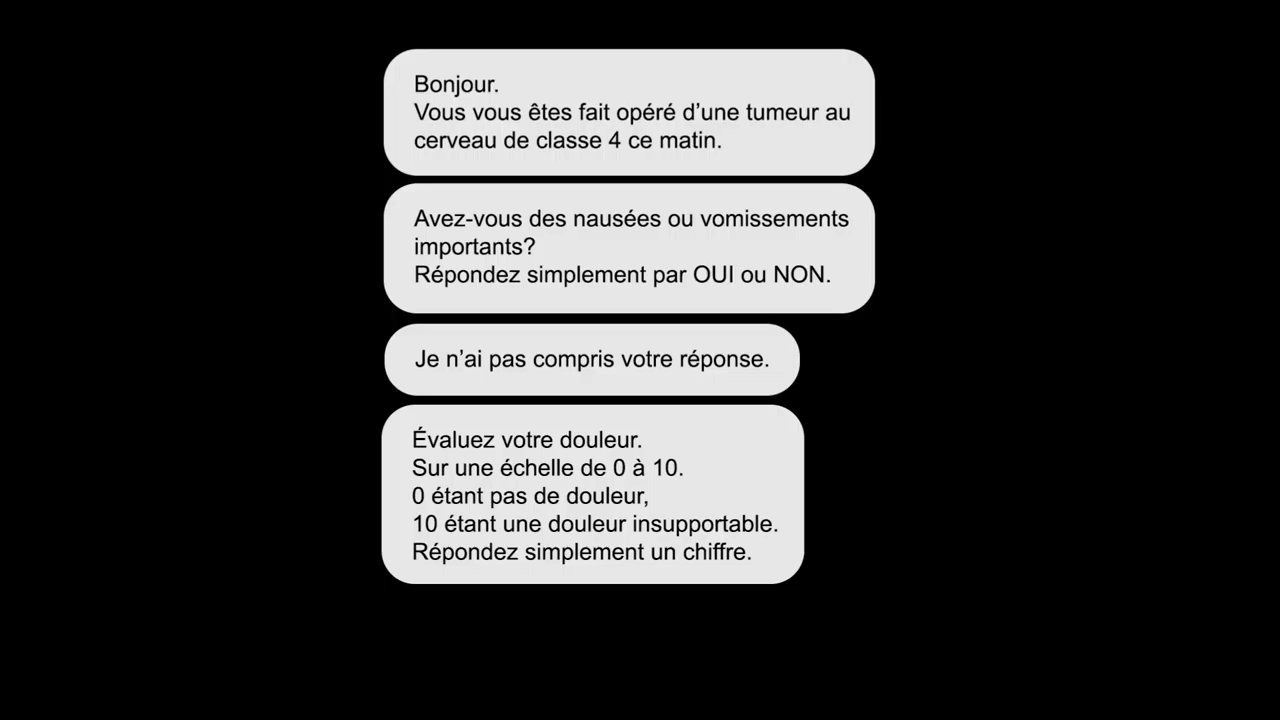 Bonjour.
Vous vous êtes fait opéré d’une tumeur au
cerveau de classe 4 ce matin.
Avez-vous des nausées ou vomissements
importants?
Répondez simplement par OUI ou NON.
Je n’ai pas compris votre réponse.
Évaluez votre douleur.
Sur une échelle de 0 à 10.
0 étant pas de douleur,
10 étant une douleur insupportable.
Répondez simplement un chiffre.